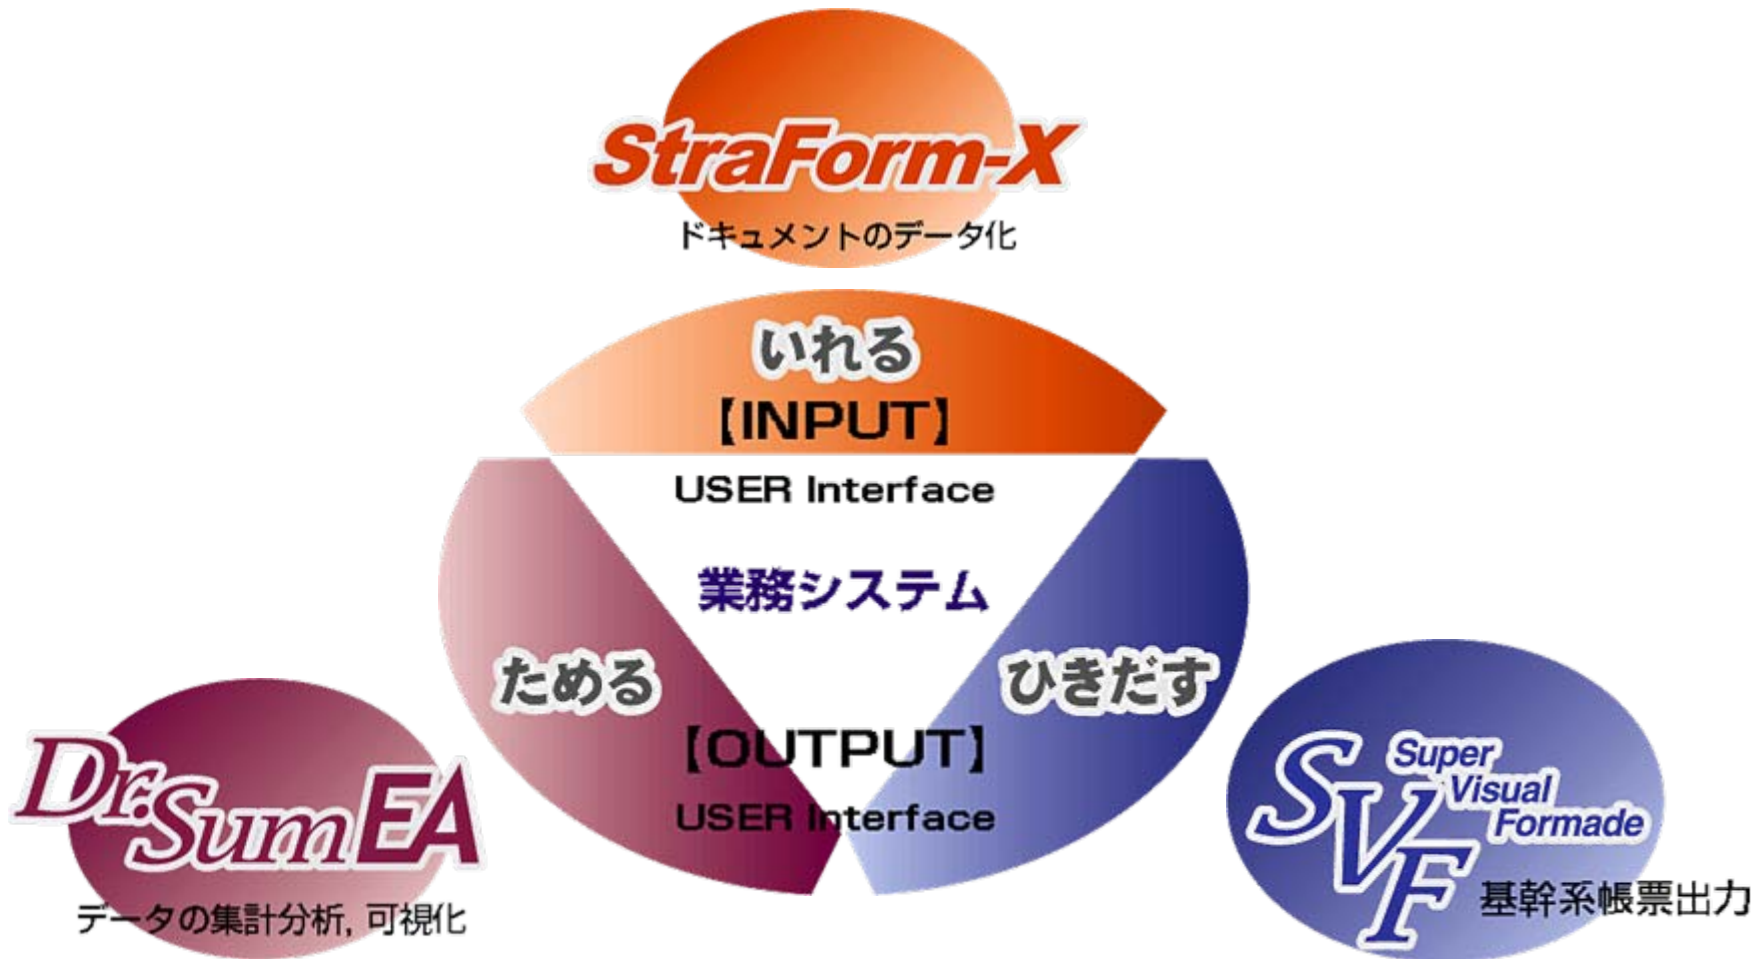 StraForm-X
ドキュメントのデータ化
いれる
【INPUT】
USER Interface
業務システム
ためる
ひきだす
【OUTPUT】
USER Interface
Dr.Sum EA
データの集計分析, 可視化
SVF
Super
Visual
Formade
基幹系帳票出力